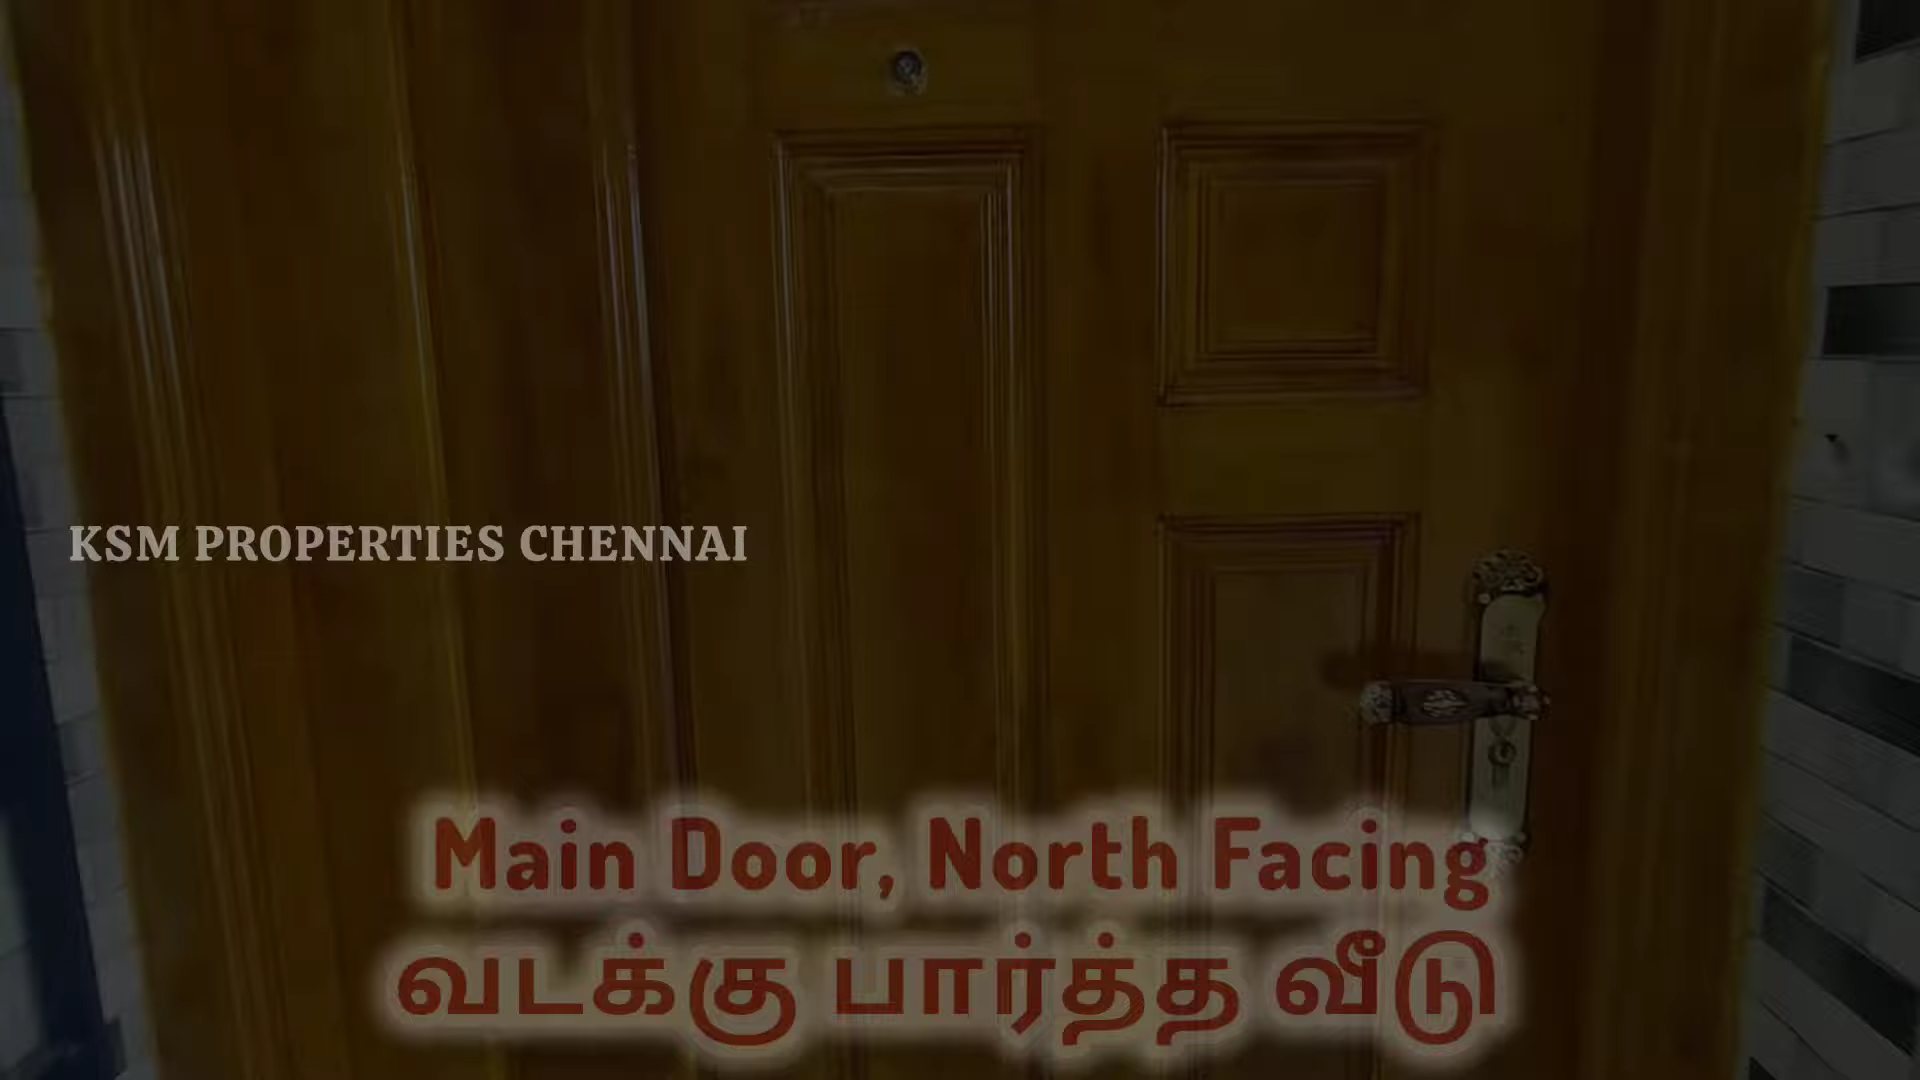 KSM PROPERTIES CHENNAI
Main Door, North Facing
வடக்கு பார்த்த வீடு